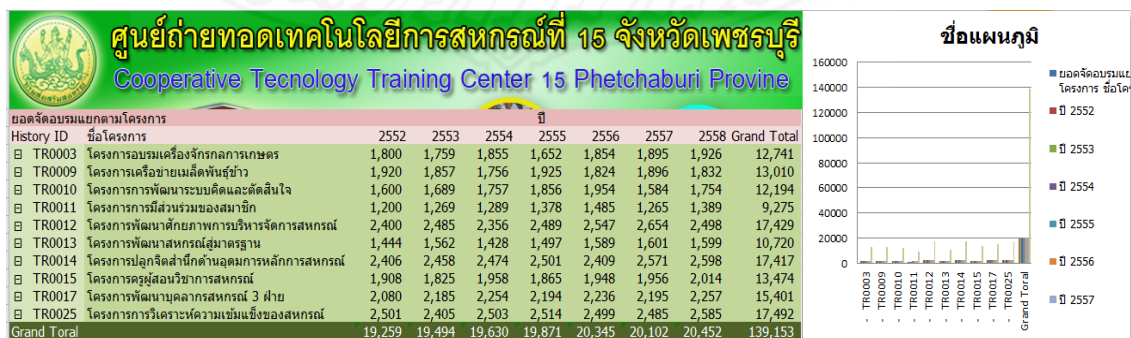 ศูนย์ถ่ายทอดเทคโนโลยีการสหกรณ์ที่ 15 จังหวัดเพชรบุรี
Cooperative Tecnology Training Center 15 Phetchaburi Provine
ยอดจัดอบรมแยกตามโครงการ ปี
History ID ชื่อโครงการ 2552 2553 2554 2555 2556 2557 2558 Grand Total
TR0003 โครงการอบรมเครื่องจักรกลการเกษตร 1,800 1,759 1,855 1,652 1,854 1,895 1,926 12,741
TR0009 โครงการเครือข่ายเมล็ดพันธุ์ข้าว 1,920 1,857 1,756 1,925 1,824 1,896 1,832 13,010
TR0010 โครงการการพัฒนาระบบคิดและตัดสินใจ 1,600 1,689 1,757 1,856 1,954 1,584 1,754 12,194
TR0011 โครงการการมีส่วนร่วมของสมาชิก 1,200 1,269 1,289 1,378 1,485 1,265 1,389 9,275
TR0012 โครงการพัฒนาศักยภาพการบริหารจัดการสหกรณ์ 2,400 2,485 2,356 2,489 2,547 2,654 2,498 17,429
TR0013 โครงการพัฒนาสหกรณ์สู่มาตรฐาน 1,444 1,562 1,428 1,497 1,589 1,601 1,599 10,720
TR0014 โครงการปลูกจิตสำนึกด้านอุดมการหลักการสหกรณ์ 2,406 2,458 2,474 2,501 2,409 2,571 2,598 17,417
TR0015 โครงการครูผู้สอนวิชาการสหกรณ์ 1,908 1,825 1,958 1,865 1,948 1,956 2,014 13,474
TR0017 โครงการพัฒนาบุคลากรสหกรณ์ 3 ฝ่าย 2,080 2,185 2,254 2,194 2,236 2,195 2,257 15,401
TR0025 โครงการการวิเคราะห์ความเข้มแข็งของสหกรณ์ 2,501 2,405 2,503 2,514 2,499 2,485 2,585 17,492
Grand Toral 19,259 19,494 19,630 19,871 20,345 20,102 20,452 139,153
ชื่อแผนภูมิ
160000
140000
120000
100000
80000
60000
40000
20000
0
TR0003 TR0009 TR0010 TR0011 TR0012 TR0013 TR0014 TR0015 TR0017 TR0025 Grand Toral
ยอดจัดอบรมแย
โครงการ ชื่อโคร
ปี 2552
ปี 2553
ปี 2554
ปี 2555
ปี 2556
ปี 2557